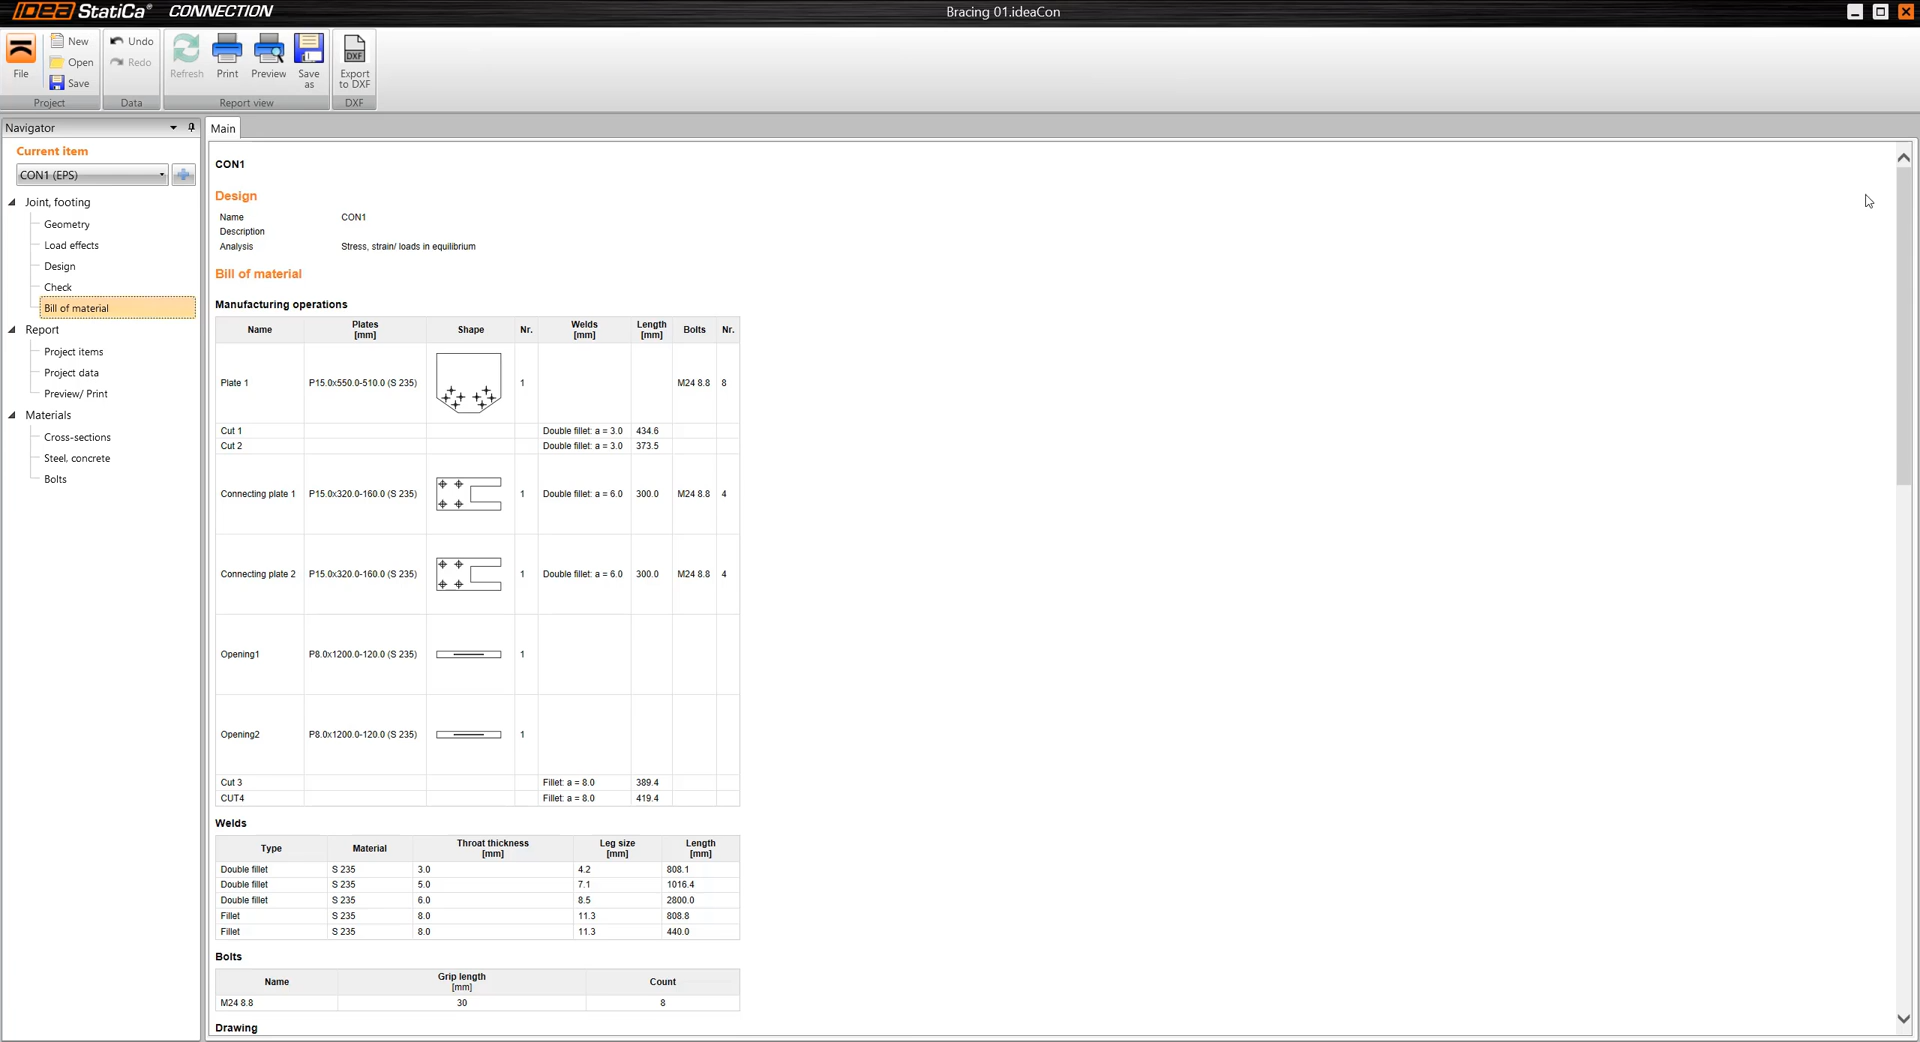 IDEA StatiCa® CONNECTION
Bracing 01.ideaCon
File
New
Open
Save
Project
Undo
Redo
Data
Refresh
Print
Preview
Save as
Report view
DXF
Export to DXF
DXF
Navigator
Current item
CON1 (EPS)
Joint, footing
Geometry
Load effects
Design
Check
Bill of material
Report
Project items
Project data
Preview/ Print
Materials
Cross-sections
Steel, concrete
Bolts
Main
CON1
Design
Name CON1
Description
Analysis Stress, strain/ loads in equilibrium
Bill of material
Manufacturing operations
Name Plates [mm] Shape Nr. Welds [mm] Length [mm] Bolts Nr.
Plate 1 P15.0x550.0-510.0 (S 235) 1 M24 8.8 8
Cut 1 Double fillet: a = 3.0 434.6
Cut 2 Double fillet: a = 3.0 373.5
Connecting plate 1 P15.0x320.0-160.0 (S 235) 1 Double fillet: a = 6.0 300.0 M24 8.8 4
Connecting plate 2 P15.0x320.0-160.0 (S 235) 1 Double fillet: a = 6.0 300.0 M24 8.8 4
Opening1 P8.0x1200.0-120.0 (S 235) 1
Opening2 P8.0x1200.0-120.0 (S 235) 1
Cut 3 Fillet: a = 8.0 389.4
CUT4 Fillet: a = 8.0 419.4
Welds
Type Material Throat thickness [mm] Leg size [mm] Length [mm]
Double fillet S 235 3.0 4.2 808.1
Double fillet S 235 5.0 7.1 1016.4
Double fillet S 235 6.0 8.5 2800.0
Fillet S 235 8.0 11.3 808.8
Fillet S 235 8.0 11.3 440.0
Bolts
Name Grip length [mm] Count
M24 8.8 30 8
Drawing